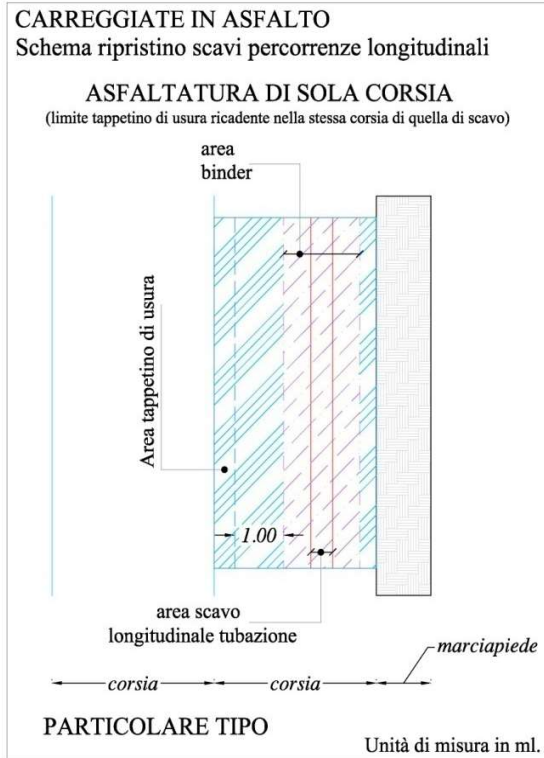 CARREGGIATE IN ASFALTO
Schema ripristino scavi percorrenze longitudinali
ASFALTATURA DI SOLA CORSIA
(limite tappetino di usura ricadente nella stessa corsia di quella di scavo)
area
binder
Area tappetino di usura
1.00
area scavo
longitudinale tubazione
marciapiede
corsia
corsia
PARTICOLARE TIPO
Unità di misura in ml.